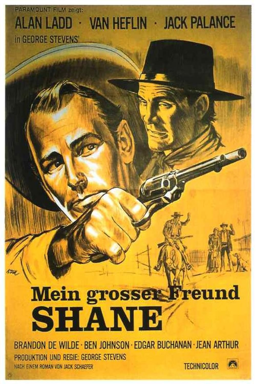 PARAMOUNT FILM zeigt:
ALAN LADD · VAN HEFLIN · JACK PALANCE
in GEORGE STEVENS'
Mein grosser Freund
SHANE
BRANDON DE WILDE · BEN JOHNSON · EDGAR BUCHANAN · JEAN ARTHUR
PRODUKTION UND REGIE: GEORGE STEVENS
NACH EINEM ROMAN VON JACK SCHAEFER
TECHNICOLOR